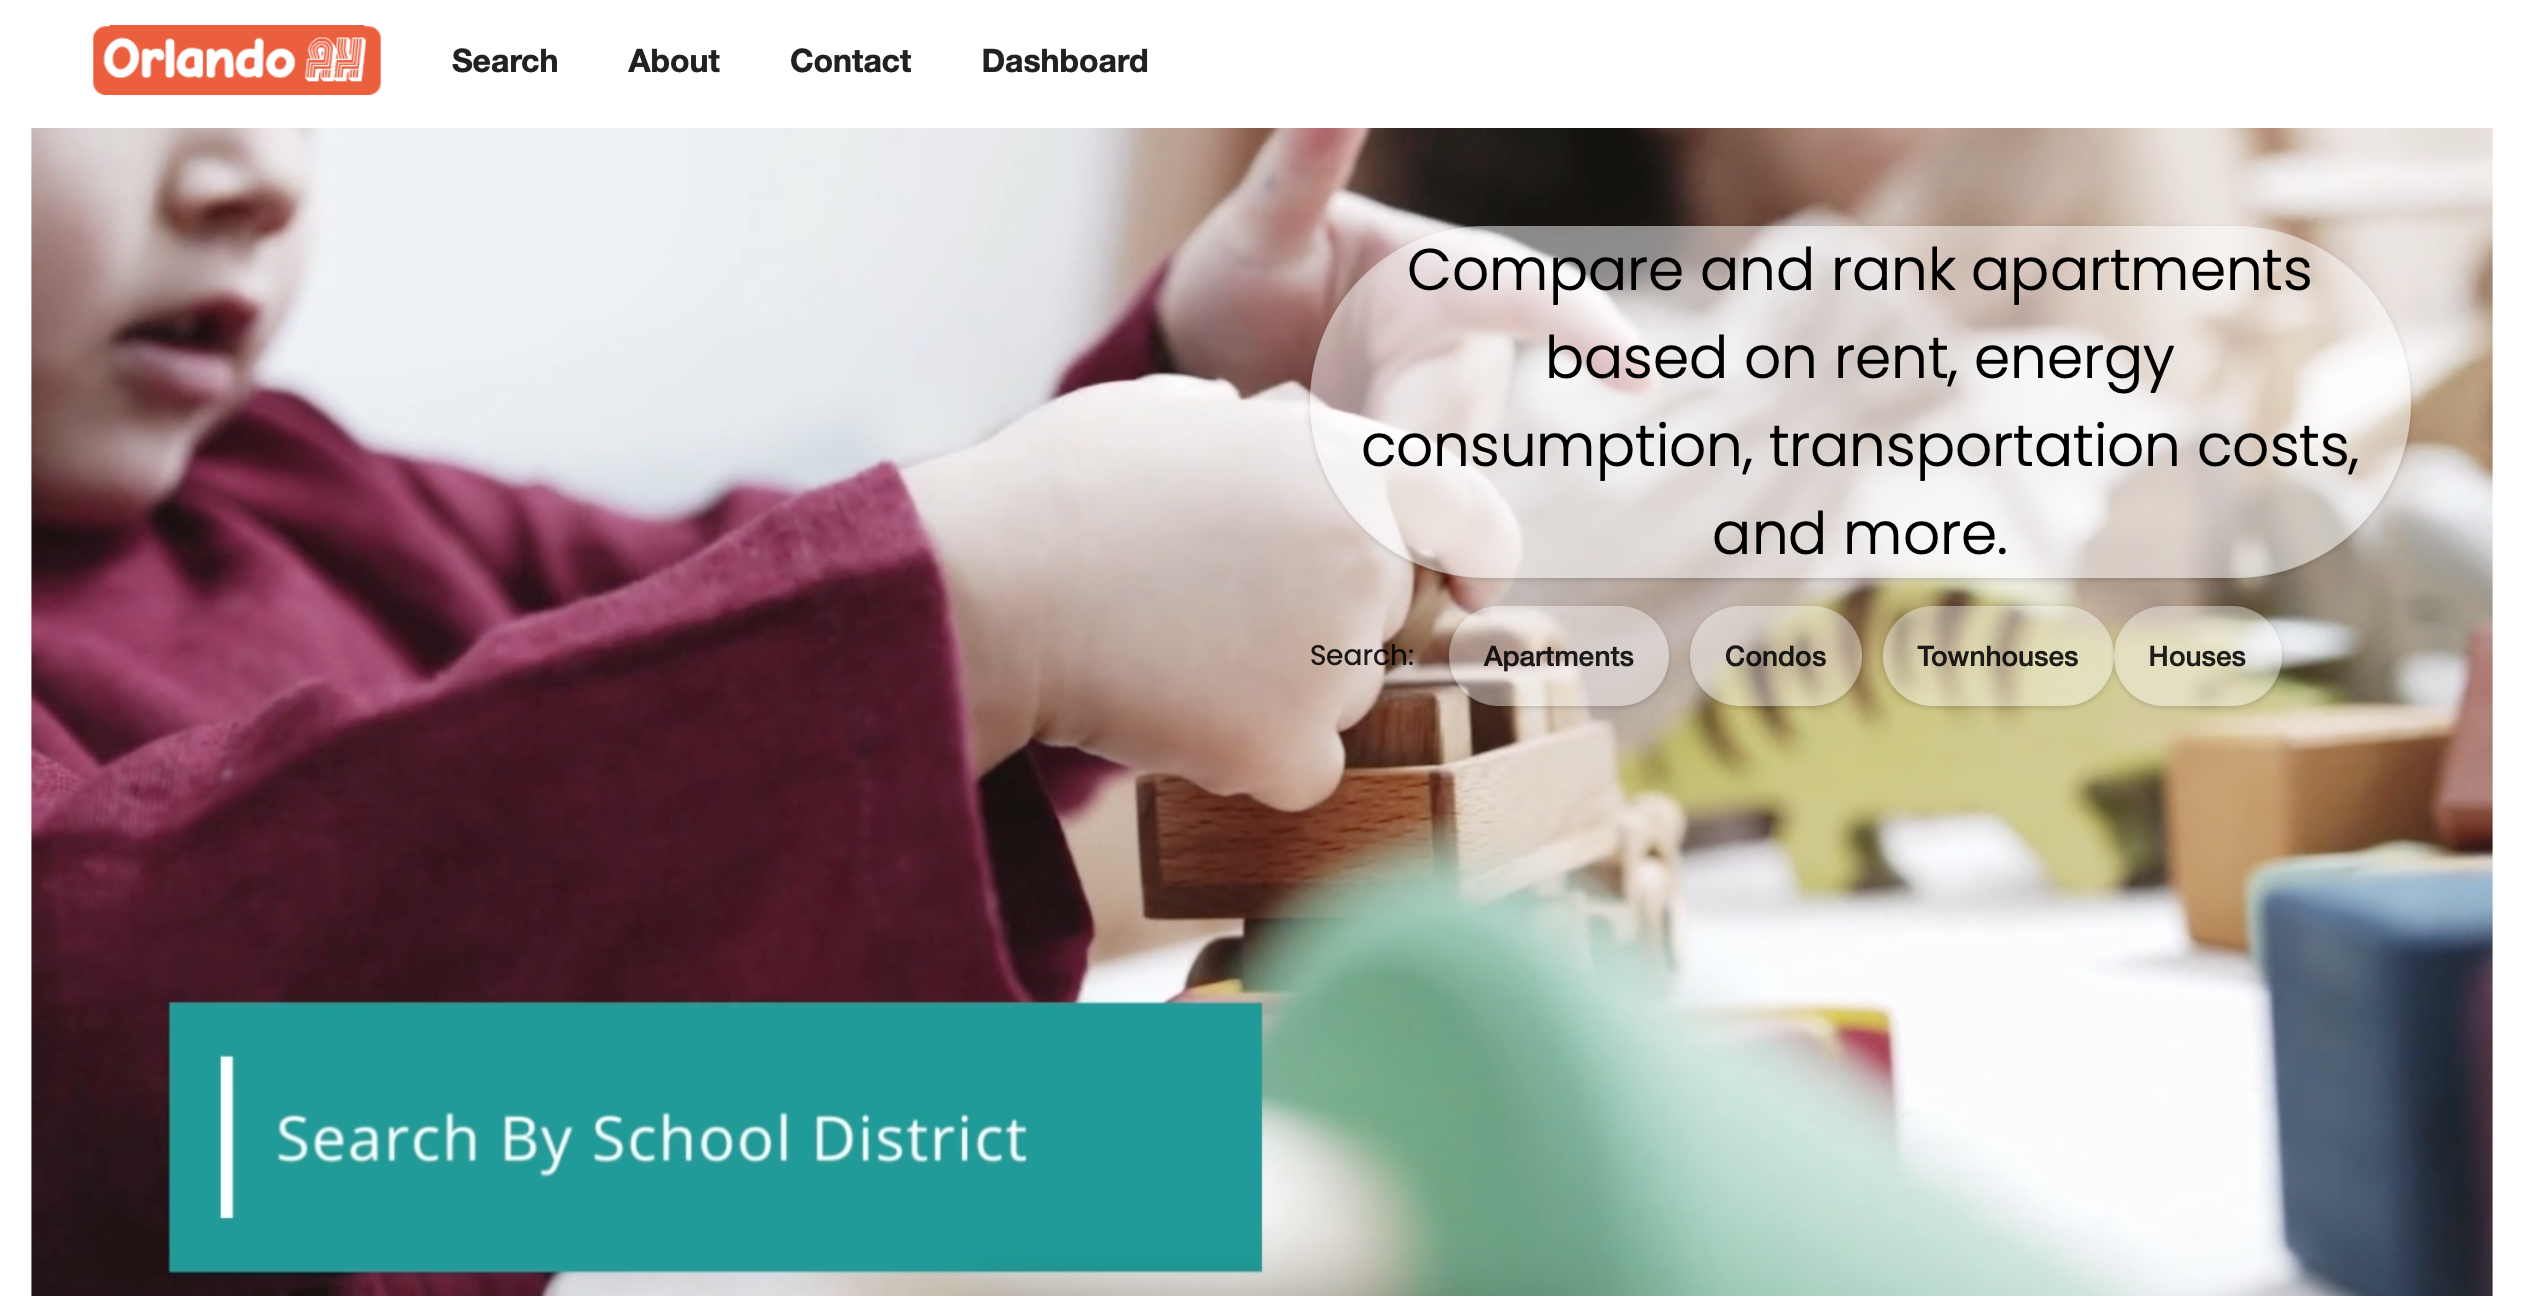 Orlando AH
Search
About
Contact
Dashboard
Compare and rank apartments
based on rent, energy
consumption, transportation costs,
and more.
Search:
Apartments
Condos
Townhouses
Houses
Search By School District